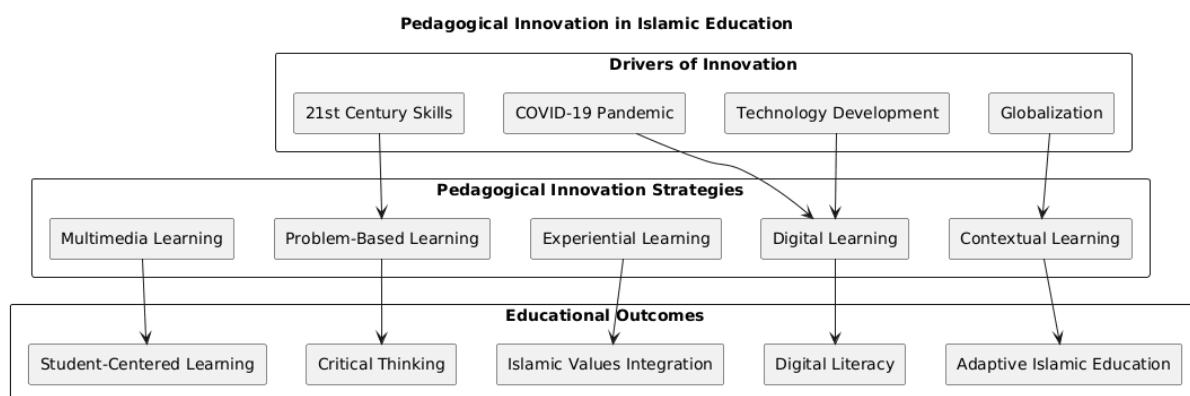 Pedagogical Innovation in Islamic Education
Drivers of Innovation
21st Century Skills
COVID-19 Pandemic
Technology Development
Globalization
Pedagogical Innovation Strategies
Multimedia Learning
Problem-Based Learning
Experiential Learning
Digital Learning
Contextual Learning
Educational Outcomes
Student-Centered Learning
Critical Thinking
Islamic Values Integration
Digital Literacy
Adaptive Islamic Education